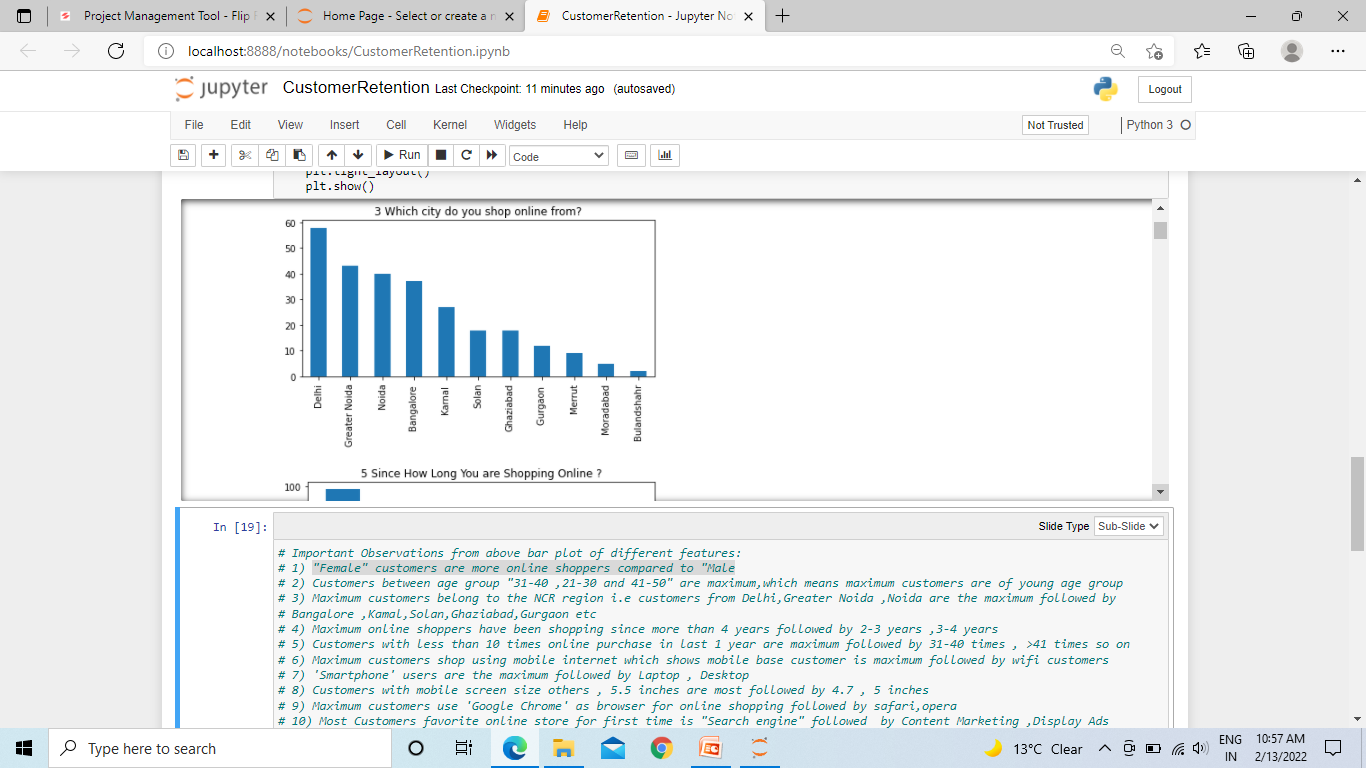 Project Management Tool - Flip
Home Page - Select or create a n
CustomerRetention - Jupyter No
localhost:8888/notebooks/CustomerRetention.ipynb
jupyter CustomerRetention Last Checkpoint: 11 minutes ago (autosaved)
Logout
File Edit View Insert Cell Kernel Widgets Help
Not Trusted Python 3
Run Code
plt.tight_layout()
plt.show()
3 Which city do you shop online from?
60
50
40
30
20
10
0
Delhi
Greater Noida
Noida
Bangalore
Karnal
Solan
Ghaziabad
Gurgaon
Merrut
Moradabad
Bulandshahr
5 Since How Long You are Shopping Online ?
100
In [19]:
Slide Type Sub-Slide
# Important Observations from above bar plot of different features:
# 1) "Female" customers are more online shoppers compared to "Male
# 2) Customers between age group "31-40 ,21-30 and 41-50" are maximum,which means maximum customers are of young age group
# 3) Maximum customers belong to the NCR region i.e customers from Delhi,Greater Noida ,Noida are the maximum followed by
# Bangalore ,Kamal,Solan,Ghaziabad,Gurgaon etc
# 4) Maximum online shoppers have been shopping since more than 4 years followed by 2-3 years ,3-4 years
# 5) Customers with less than 10 times online purchase in last 1 year are maximum followed by 31-40 times , >41 times so on
# 6) Maximum customers shop using mobile internet which shows mobile base customer is maximum followed by wifi customers
# 7) 'Smartphone' users are the maximum followed by Laptop , Desktop
# 8) Customers with mobile screen size others , 5.5 inches are most followed by 4.7 , 5 inches
# 9) Maximum customers use 'Google Chrome' as browser for online shopping followed by safari,opera
# 10) Most Customers favorite online store for first time is "Search engine" followed by Content Marketing ,Display Ads
Type here to search
13°C Clear
ENG
IN
10:57 AM
2/13/2022